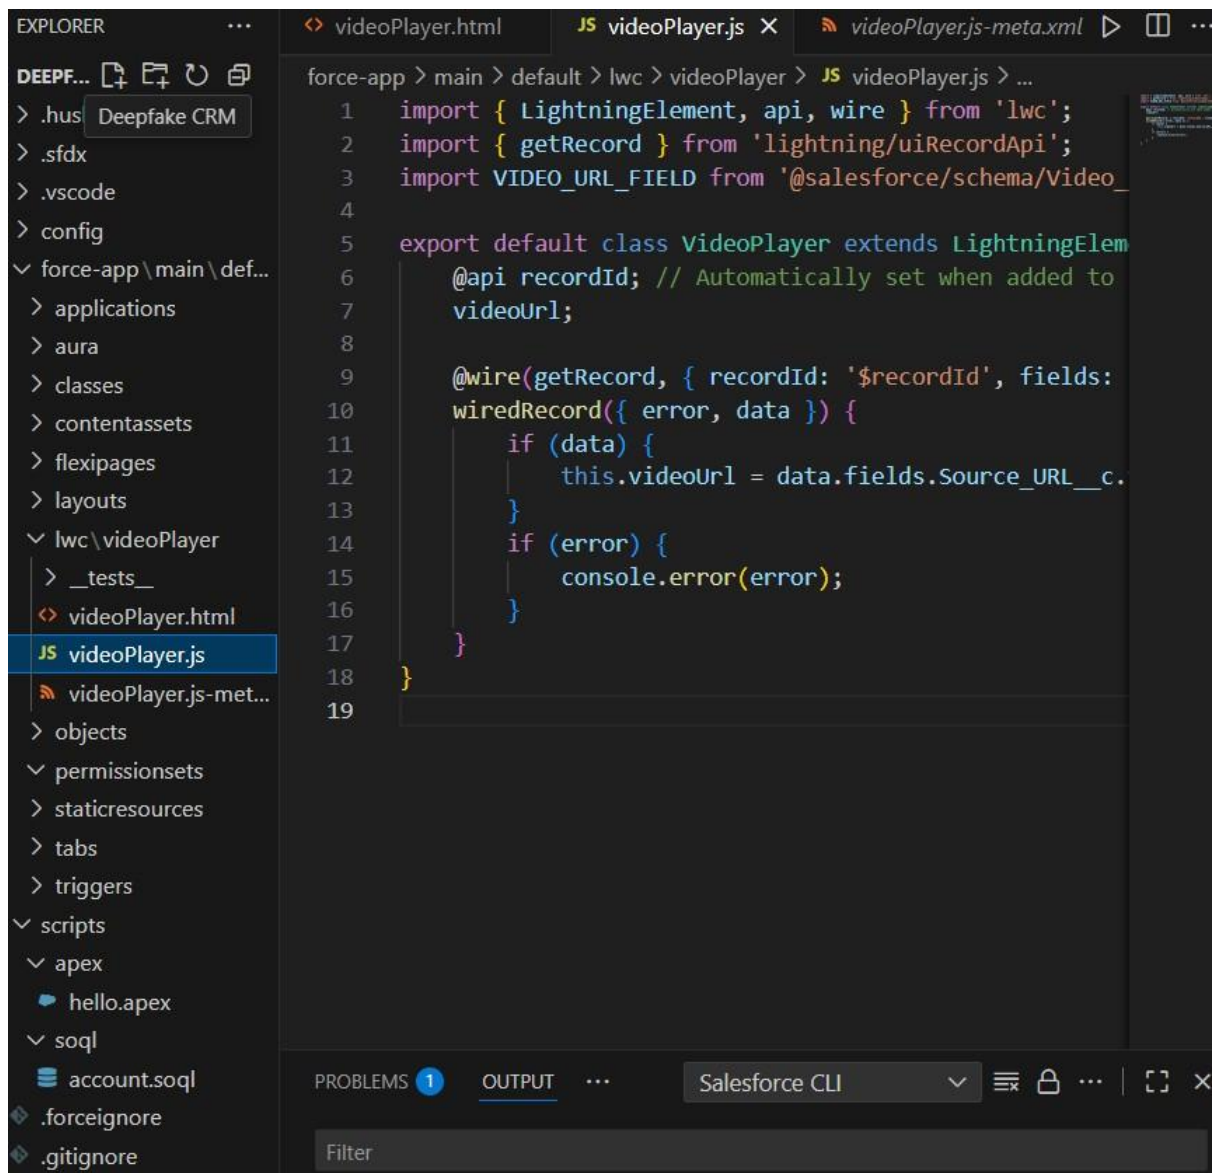 EXPLORER ...
videoPlayer.html
JS videoPlayer.js
videoPlayer.js-meta.xml
...
DEEPF...
force-app > main > default > lwc > videoPlayer > JS videoPlayer.js > ...
> .hus
Deepfake CRM
> .sfdx
> .vscode
> config
force-app\main\def...
> applications
> aura
> classes
> contentassets
> flexipages
> layouts
lwc\videoPlayer
> __tests__
videoPlayer.html
JS videoPlayer.js
videoPlayer.js-met...
> objects
permissionsets
> staticresources
> tabs
> triggers
scripts
apex
hello.apex
soql
account.soql
.forceignore
.gitignore
1 import { LightningElement, api, wire } from 'lwc';
2 import { getRecord } from 'lightning/uiRecordApi';
3 import VIDEO_URL_FIELD from '@salesforce/schema/Video_
4
5 export default class VideoPlayer extends LightningElem
6 @api recordId; // Automatically set when added to
7 videoUrl;
8
9 @wire(getRecord, { recordId: '$recordId', fields:
10 wiredRecord({ error, data }) {
11 if (data) {
12 this.videoUrl = data.fields.Source_URL__c.
13 }
14 if (error) {
15 console.error(error);
16 }
17 }
18 }
19
PROBLEMS 1 OUTPUT ... Salesforce CLI ...
Filter